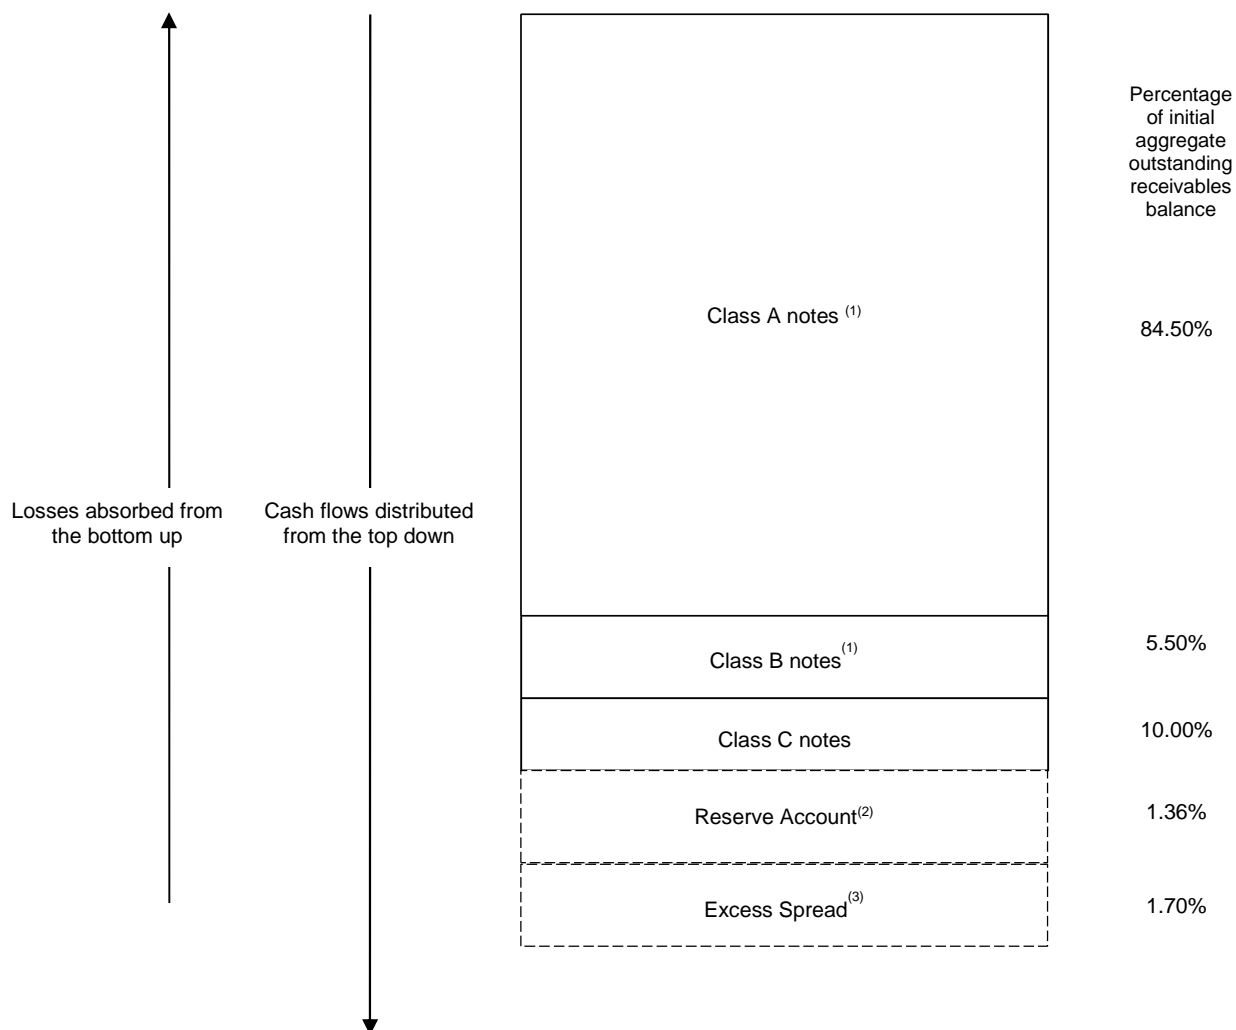 Percentage
of initial
aggregate
outstanding
receivables
balance
Class A notes (1)
84.50%
Losses absorbed from
the bottom up
Cash flows distributed
from the top down
Class B notes(1)
5.50%
Class C notes
10.00%
Reserve Account(2)
1.36%
Excess Spread(3)
1.70%